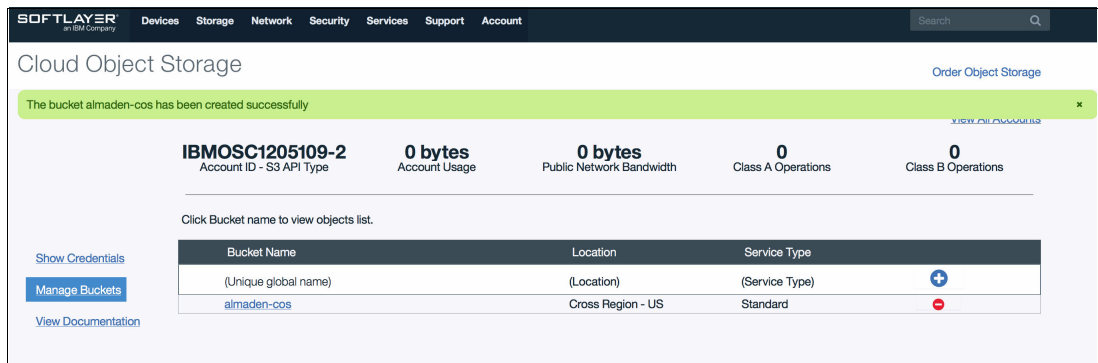 SOFTLAYER®
an IBM Company
Devices Storage Network Security Services Support Account
Search
Cloud Object Storage
Order Object Storage
The bucket almaden-cos has been created successfully
×
View All Accounts
IBMOSC1205109-2 0 bytes 0 bytes 0 0
Account ID - S3 API Type Account Usage Public Network Bandwidth Class A Operations Class B Operations
Click Bucket name to view objects list.
Show Credentials
Manage Buckets
View Documentation
Bucket Name Location Service Type
(Unique global name) (Location) (Service Type)
almaden-cos Cross Region - US Standard